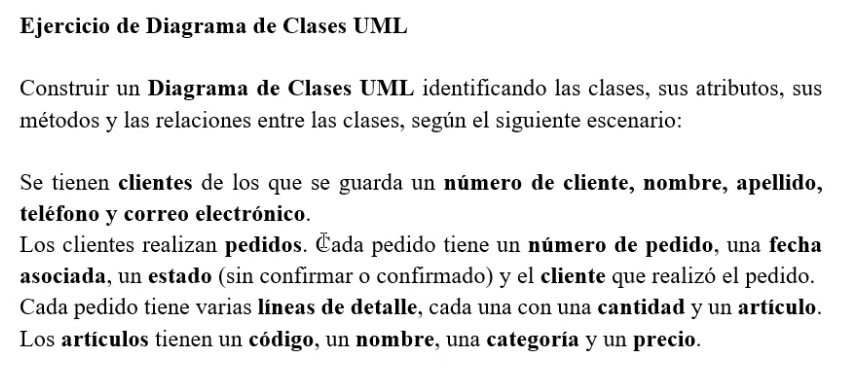 Ejercicio de Diagrama de Clases UML
Construir un Diagrama de Clases UML identificando las clases, sus atributos, sus
métodos y las relaciones entre las clases, según el siguiente escenario:
Se tienen clientes de los que se guarda un número de cliente, nombre, apellido,
teléfono y correo electrónico.
Los clientes realizan pedidos. Cada pedido tiene un número de pedido, una fecha
asociada, un estado (sin confirmar o confirmado) y el cliente que realizó el pedido.
Cada pedido tiene varias líneas de detalle, cada una con una cantidad y un artículo.
Los artículos tienen un código, un nombre, una categoría y un precio.